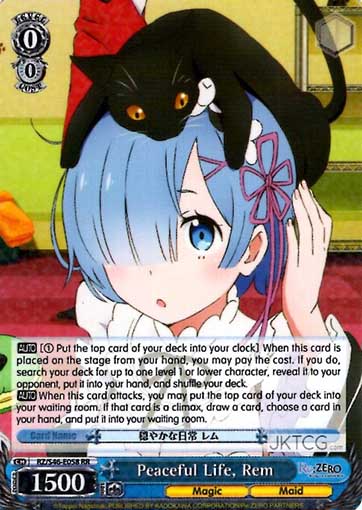 LEVEL
0
0
COST
AUTO [① Put the top card of your deck into your clock] When this card is
placed on the stage from your hand, you may pay the cost. If you do,
search your deck for up to one level 1 or lower character, reveal it to your
opponent, put it into your hand, and shuffle your deck.
AUTO When this card attacks, you may put the top card of your deck into
your waiting room. If that card is a climax, draw a card, choose a card in
your hand, and put it into your waiting room.
Card Name
穏やかな日常 レム
JKTCG.com
CH RZ/S46-E058 RR
1500
Peaceful Life, Rem
Re:ZERO
Magic
Maid